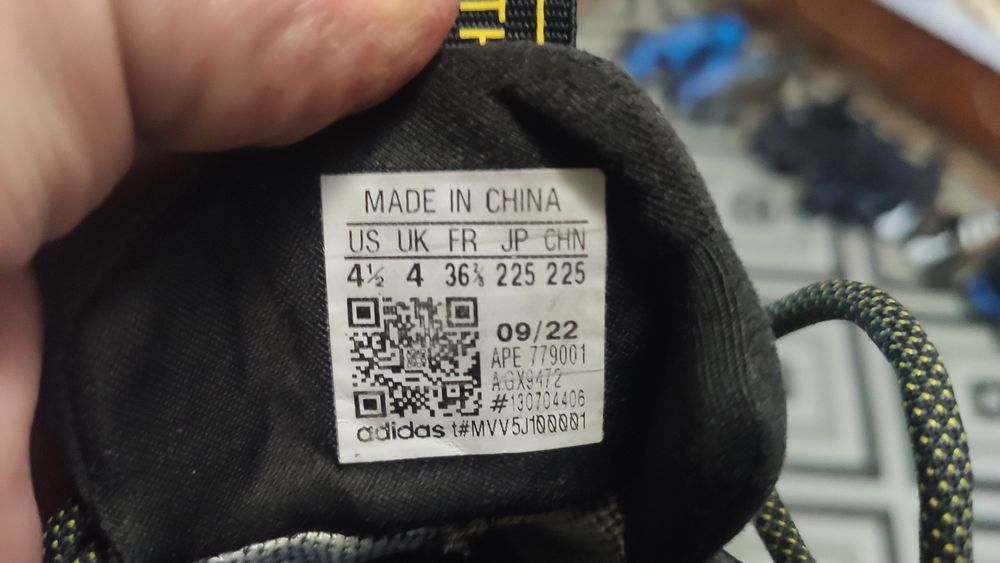 MADE IN CHINA
US UK FR JP CHN
4½ 4 36⅔ 225 225
09/22
APE 779001
AGX9472
#130704406
adidas t#MVV5J100001